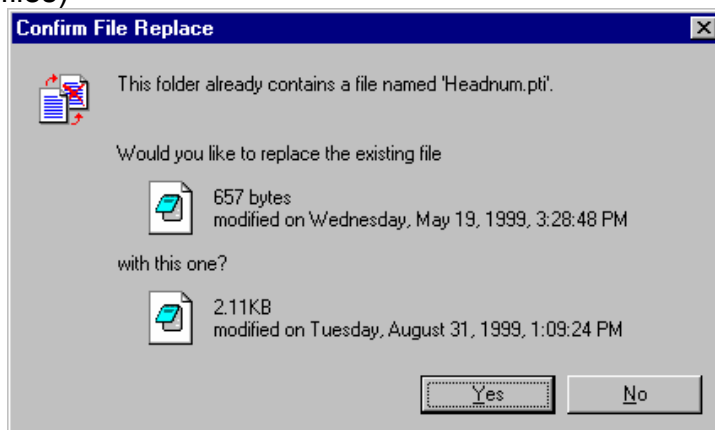 Confirm File Replace
This folder already contains a file named 'Headnum.pti'.
Would you like to replace the existing file
657 bytes
modified on Wednesday, May 19, 1999, 3:28:48 PM
with this one?
2.11KB
modified on Tuesday, August 31, 1999, 1:09:24 PM
Yes No